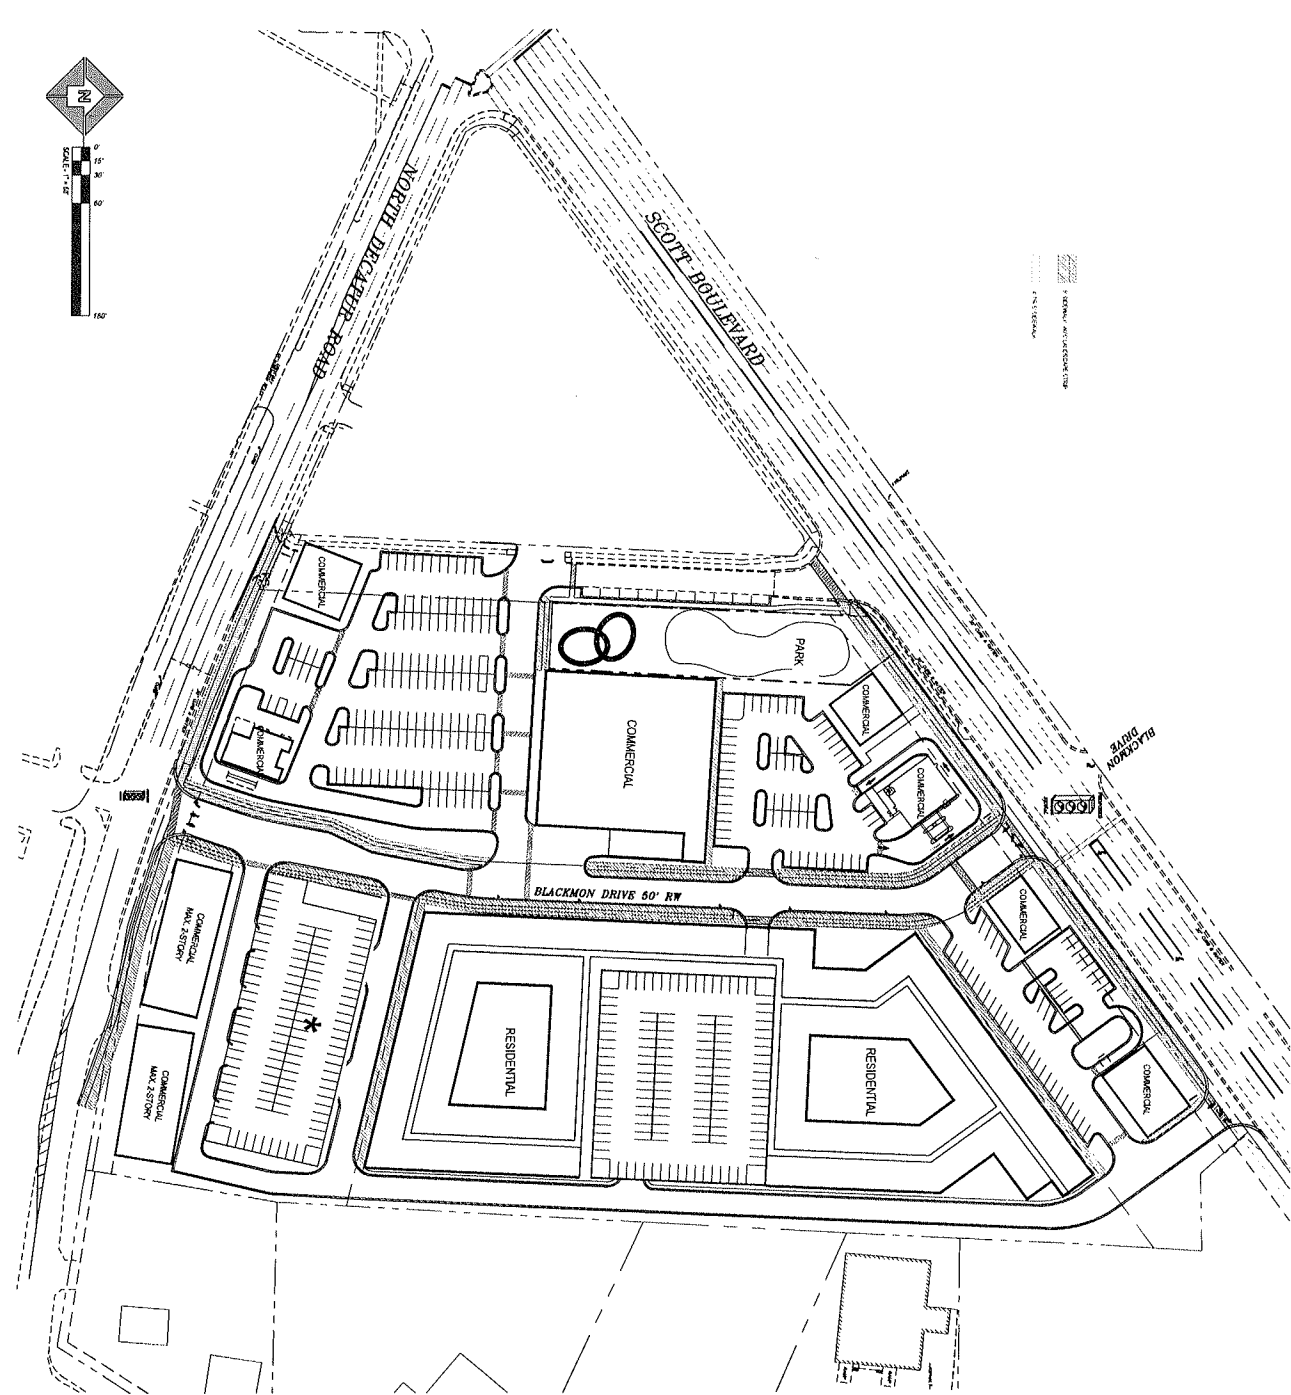 N
0'
15'
30'
60'
180'
SCALE - 1" = 60'
NORTH DECATUR ROAD
SCOTT BOULEVARD
BLACKMON
DRIVE
COMMERCIAL
COMMERCIAL
PARK
COMMERCIAL
COMMERCIAL
COMMERCIAL
BLACKMON DRIVE 60' RW
COMMERCIAL
COMMERCIAL
COMMERCIAL
MAX. 2-STORY
COMMERCIAL
MAX. 2-STORY
*
RESIDENTIAL
RESIDENTIAL